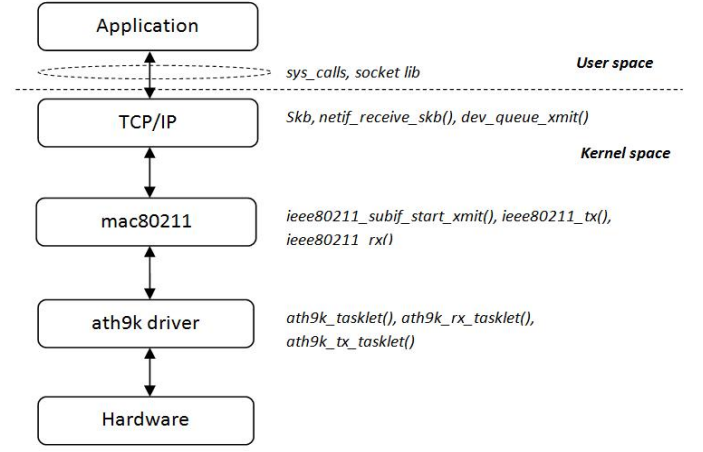 Application
sys_calls, socket lib
User space
TCP/IP
Skb, netif_receive_skb(), dev_queue_xmit()
Kernel space
mac80211
ieee80211_subif_start_xmit(), ieee80211_tx(),
ieee80211_rx()
ath9k driver
ath9k_tasklet(), ath9k_rx_tasklet(),
ath9k_tx_tasklet()
Hardware